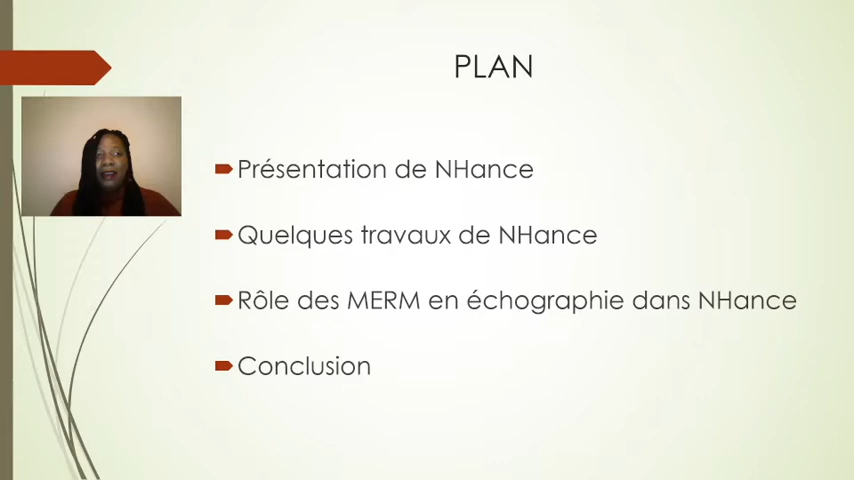 PLAN
Présentation de NHance
Quelques travaux de NHance
Rôle des MERM en échographie dans NHance
Conclusion